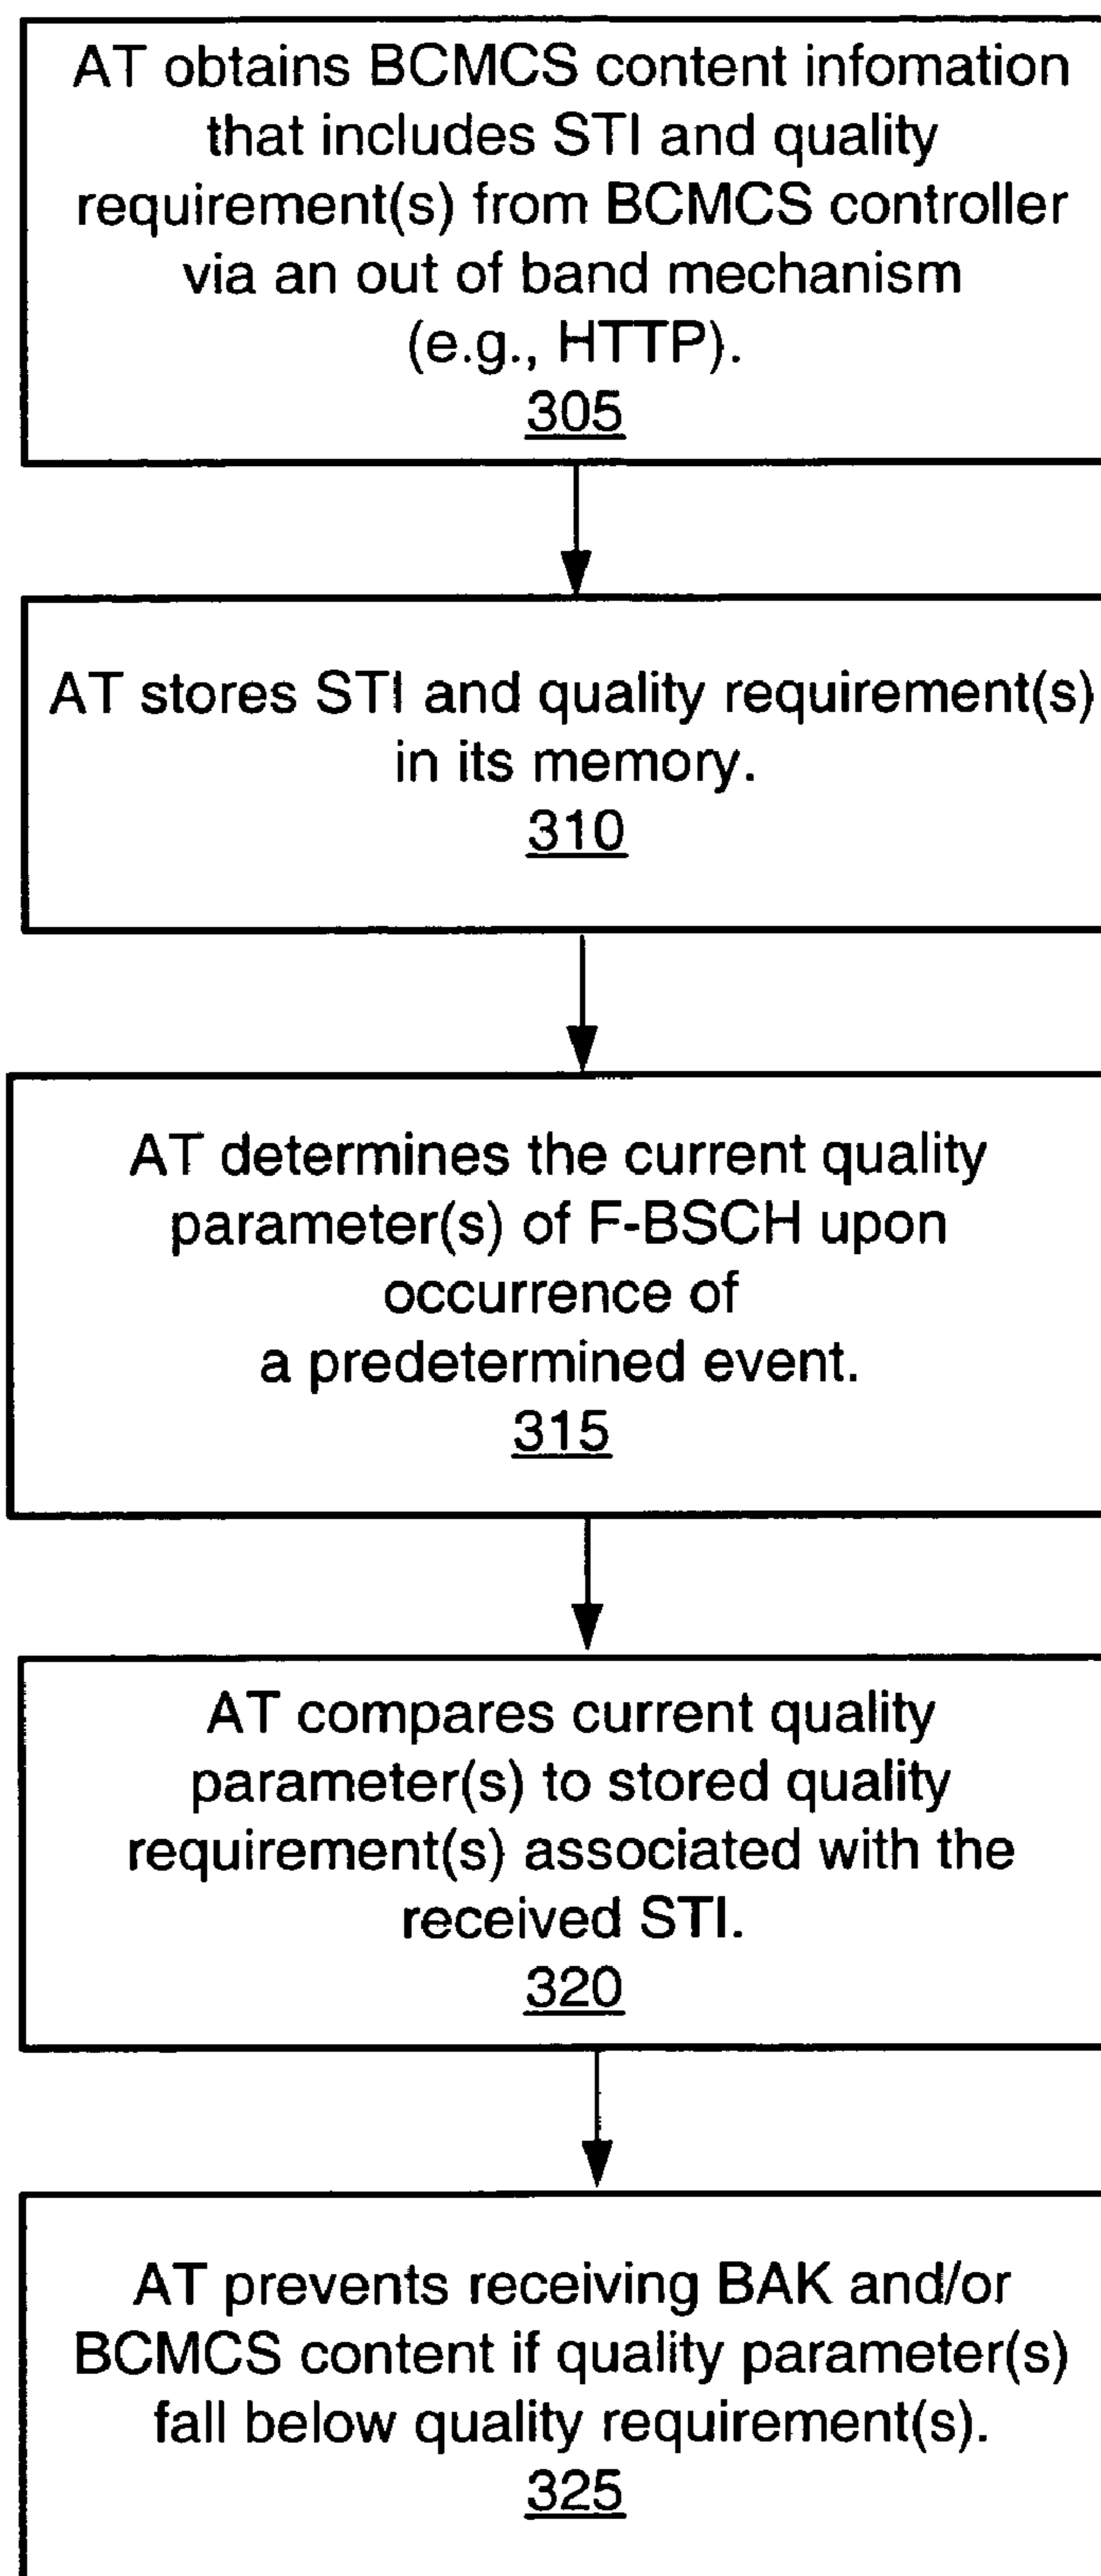 AT obtains BCMCS content infomation
that includes STI and quality
requirement(s) from BCMCS controller
via an out of band mechanism
(e.g., HTTP).
305
AT stores STI and quality requirement(s)
in its memory.
310
AT determines the current quality
parameter(s) of F-BSCH upon
occurrence of
a predetermined event.
315
AT compares current quality
parameter(s) to stored quality
requirement(s) associated with the
received STI.
320
AT prevents receiving BAK and/or
BCMCS content if quality parameter(s)
fall below quality requirement(s).
325